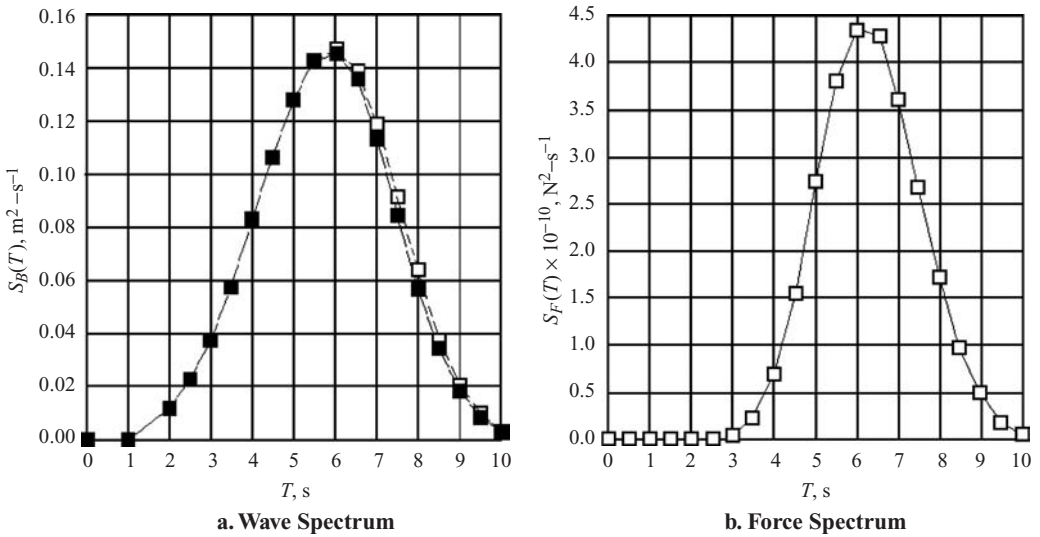 0.16
0.14
0.12
0.10
0.08
0.06
0.04
0.02
0.00
S_B(T), m² –s⁻¹
0 1 2 3 4 5 6 7 8 9 10
T, s
a. Wave Spectrum
4.5
4.0
3.5
3.0
2.5
2.0
1.5
1.0
0.5
0.0
S_F(T) × 10⁻¹⁰, N²–s⁻¹
0 1 2 3 4 5 6 7 8 9 10
T, s
b. Force Spectrum